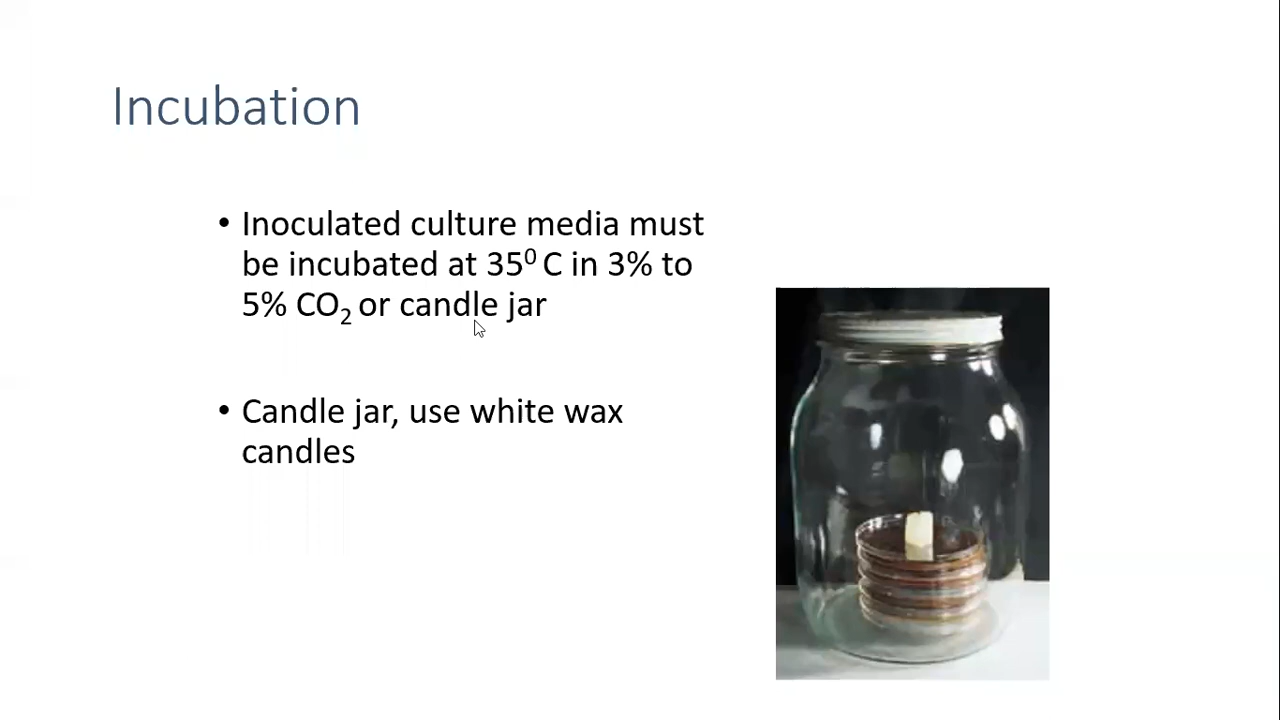 Incubation
• Inoculated culture media must
be incubated at 35⁰ C in 3% to
5% CO₂ or candle jar
• Candle jar, use white wax
candles